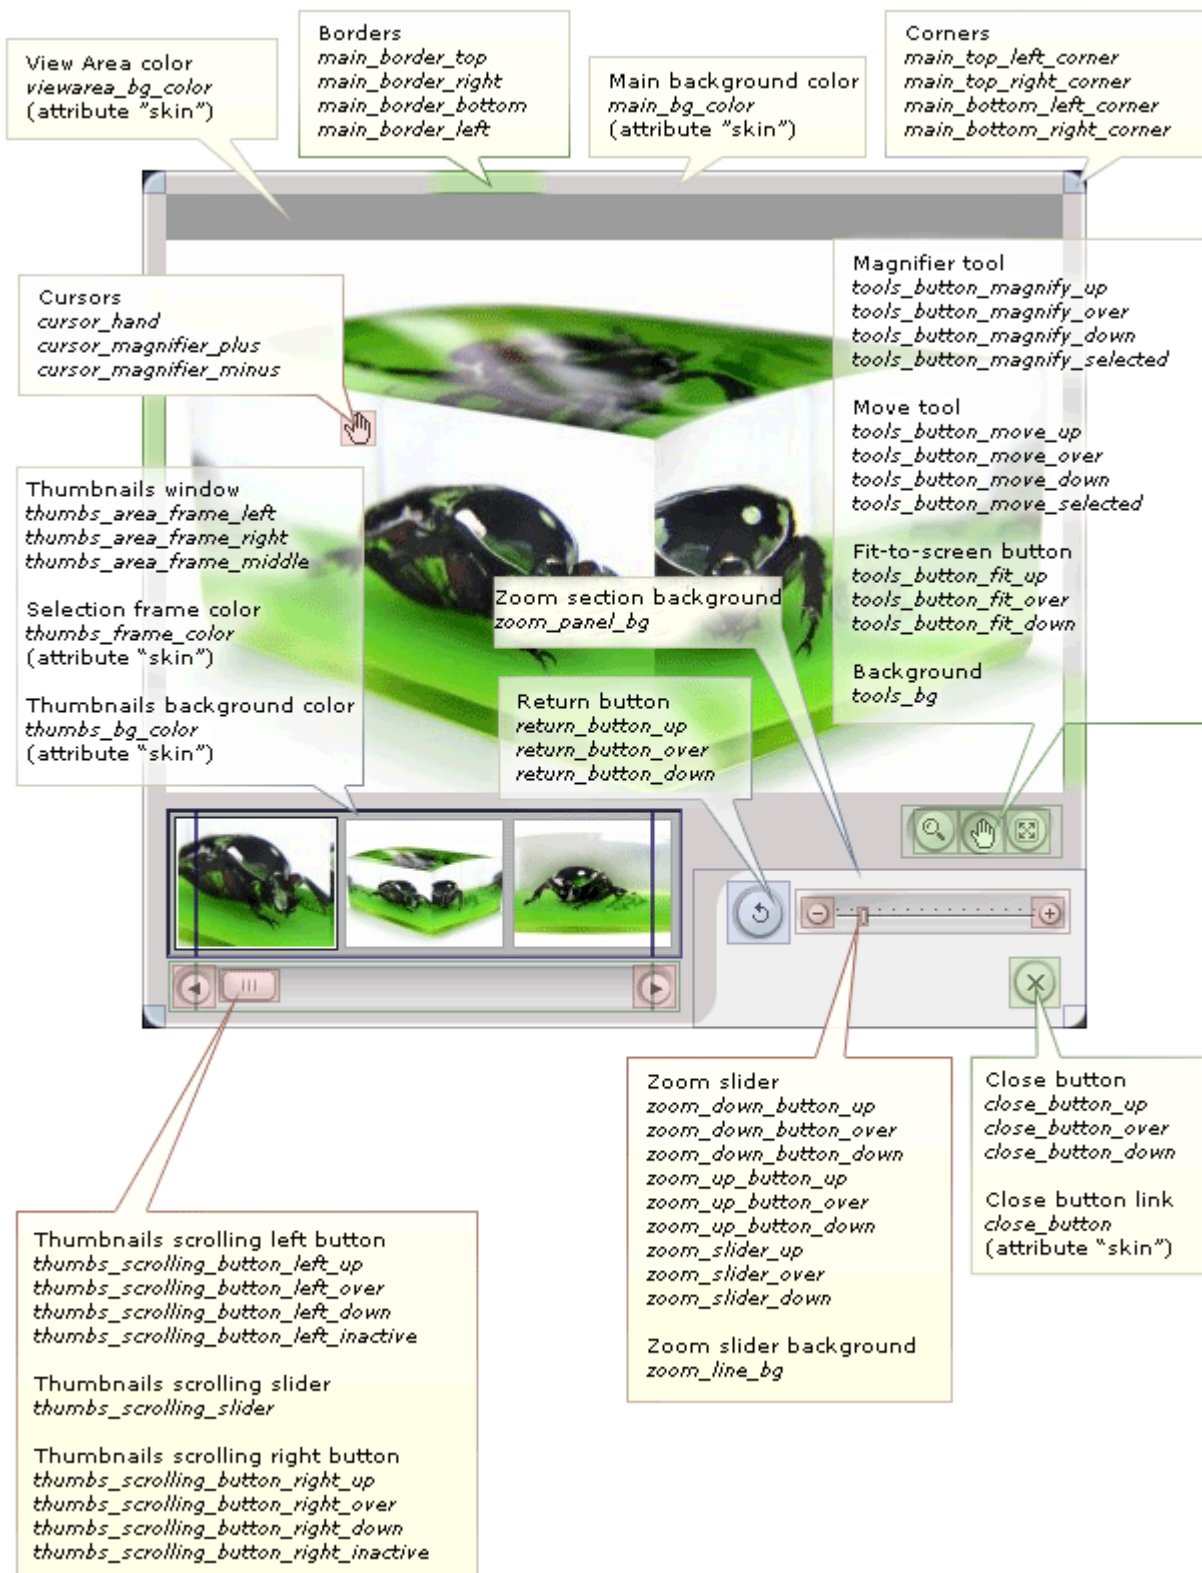 View Area color
viewarea_bg_color
(attribute “skin”)
Borders
main_border_top
main_border_right
main_border_bottom
main_border_left
Main background color
main_bg_color
(attribute “skin”)
Corners
main_top_left_corner
main_top_right_corner
main_bottom_left_corner
main_bottom_right_corner
Cursors
cursor_hand
cursor_magnifier_plus
cursor_magnifier_minus
Magnifier tool
tools_button_magnify_up
tools_button_magnify_over
tools_button_magnify_down
tools_button_magnify_selected
Move tool
tools_button_move_up
tools_button_move_over
tools_button_move_down
tools_button_move_selected
Fit-to-screen button
tools_button_fit_up
tools_button_fit_over
tools_button_fit_down
Background
tools_bg
Thumbnails window
thumbs_area_frame_left
thumbs_area_frame_right
thumbs_area_frame_middle
Selection frame color
thumbs_frame_color
(attribute “skin”)
Thumbnails background color
thumbs_bg_color
(attribute “skin”)
Zoom section background
zoom_panel_bg
Return button
return_button_up
return_button_over
return_button_down
Zoom slider
zoom_down_button_up
zoom_down_button_over
zoom_down_button_down
zoom_up_button_up
zoom_up_button_over
zoom_up_button_down
zoom_slider_up
zoom_slider_over
zoom_slider_down
Zoom slider background
zoom_line_bg
Close button
close_button_up
close_button_over
close_button_down
Close button link
close_button
(attribute “skin”)
Thumbnails scrolling left button
thumbs_scrolling_button_left_up
thumbs_scrolling_button_left_over
thumbs_scrolling_button_left_down
thumbs_scrolling_button_left_inactive
Thumbnails scrolling slider
thumbs_scrolling_slider
Thumbnails scrolling right button
thumbs_scrolling_button_right_up
thumbs_scrolling_button_right_over
thumbs_scrolling_button_right_down
thumbs_scrolling_button_right_inactive